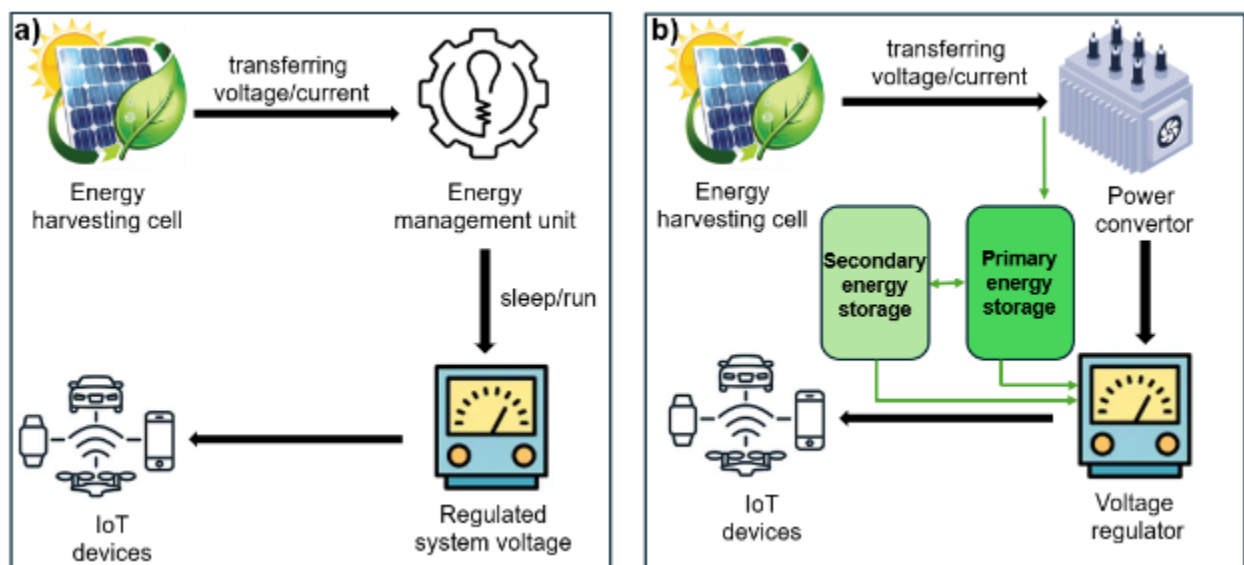 a)
transferring
voltage/current
Energy
harvesting cell
Energy
management unit
sleep/run
IoT
devices
Regulated
system voltage
b)
transferring
voltage/current
Energy
harvesting cell
Power
convertor
Secondary
energy
storage
Primary
energy
storage
IoT
devices
Voltage
regulator